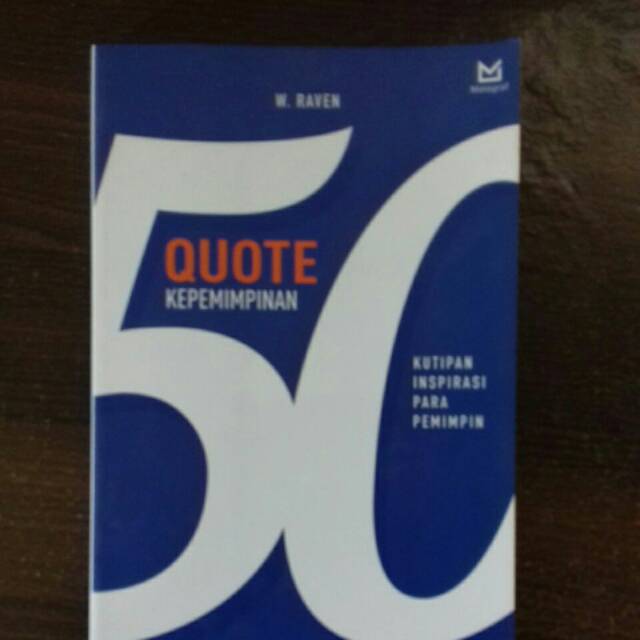 W. RAVEN
50
QUOTE
KEPEMIMPINAN
KUTIPAN
INSPIRASI
PARA
PEMIMPIN